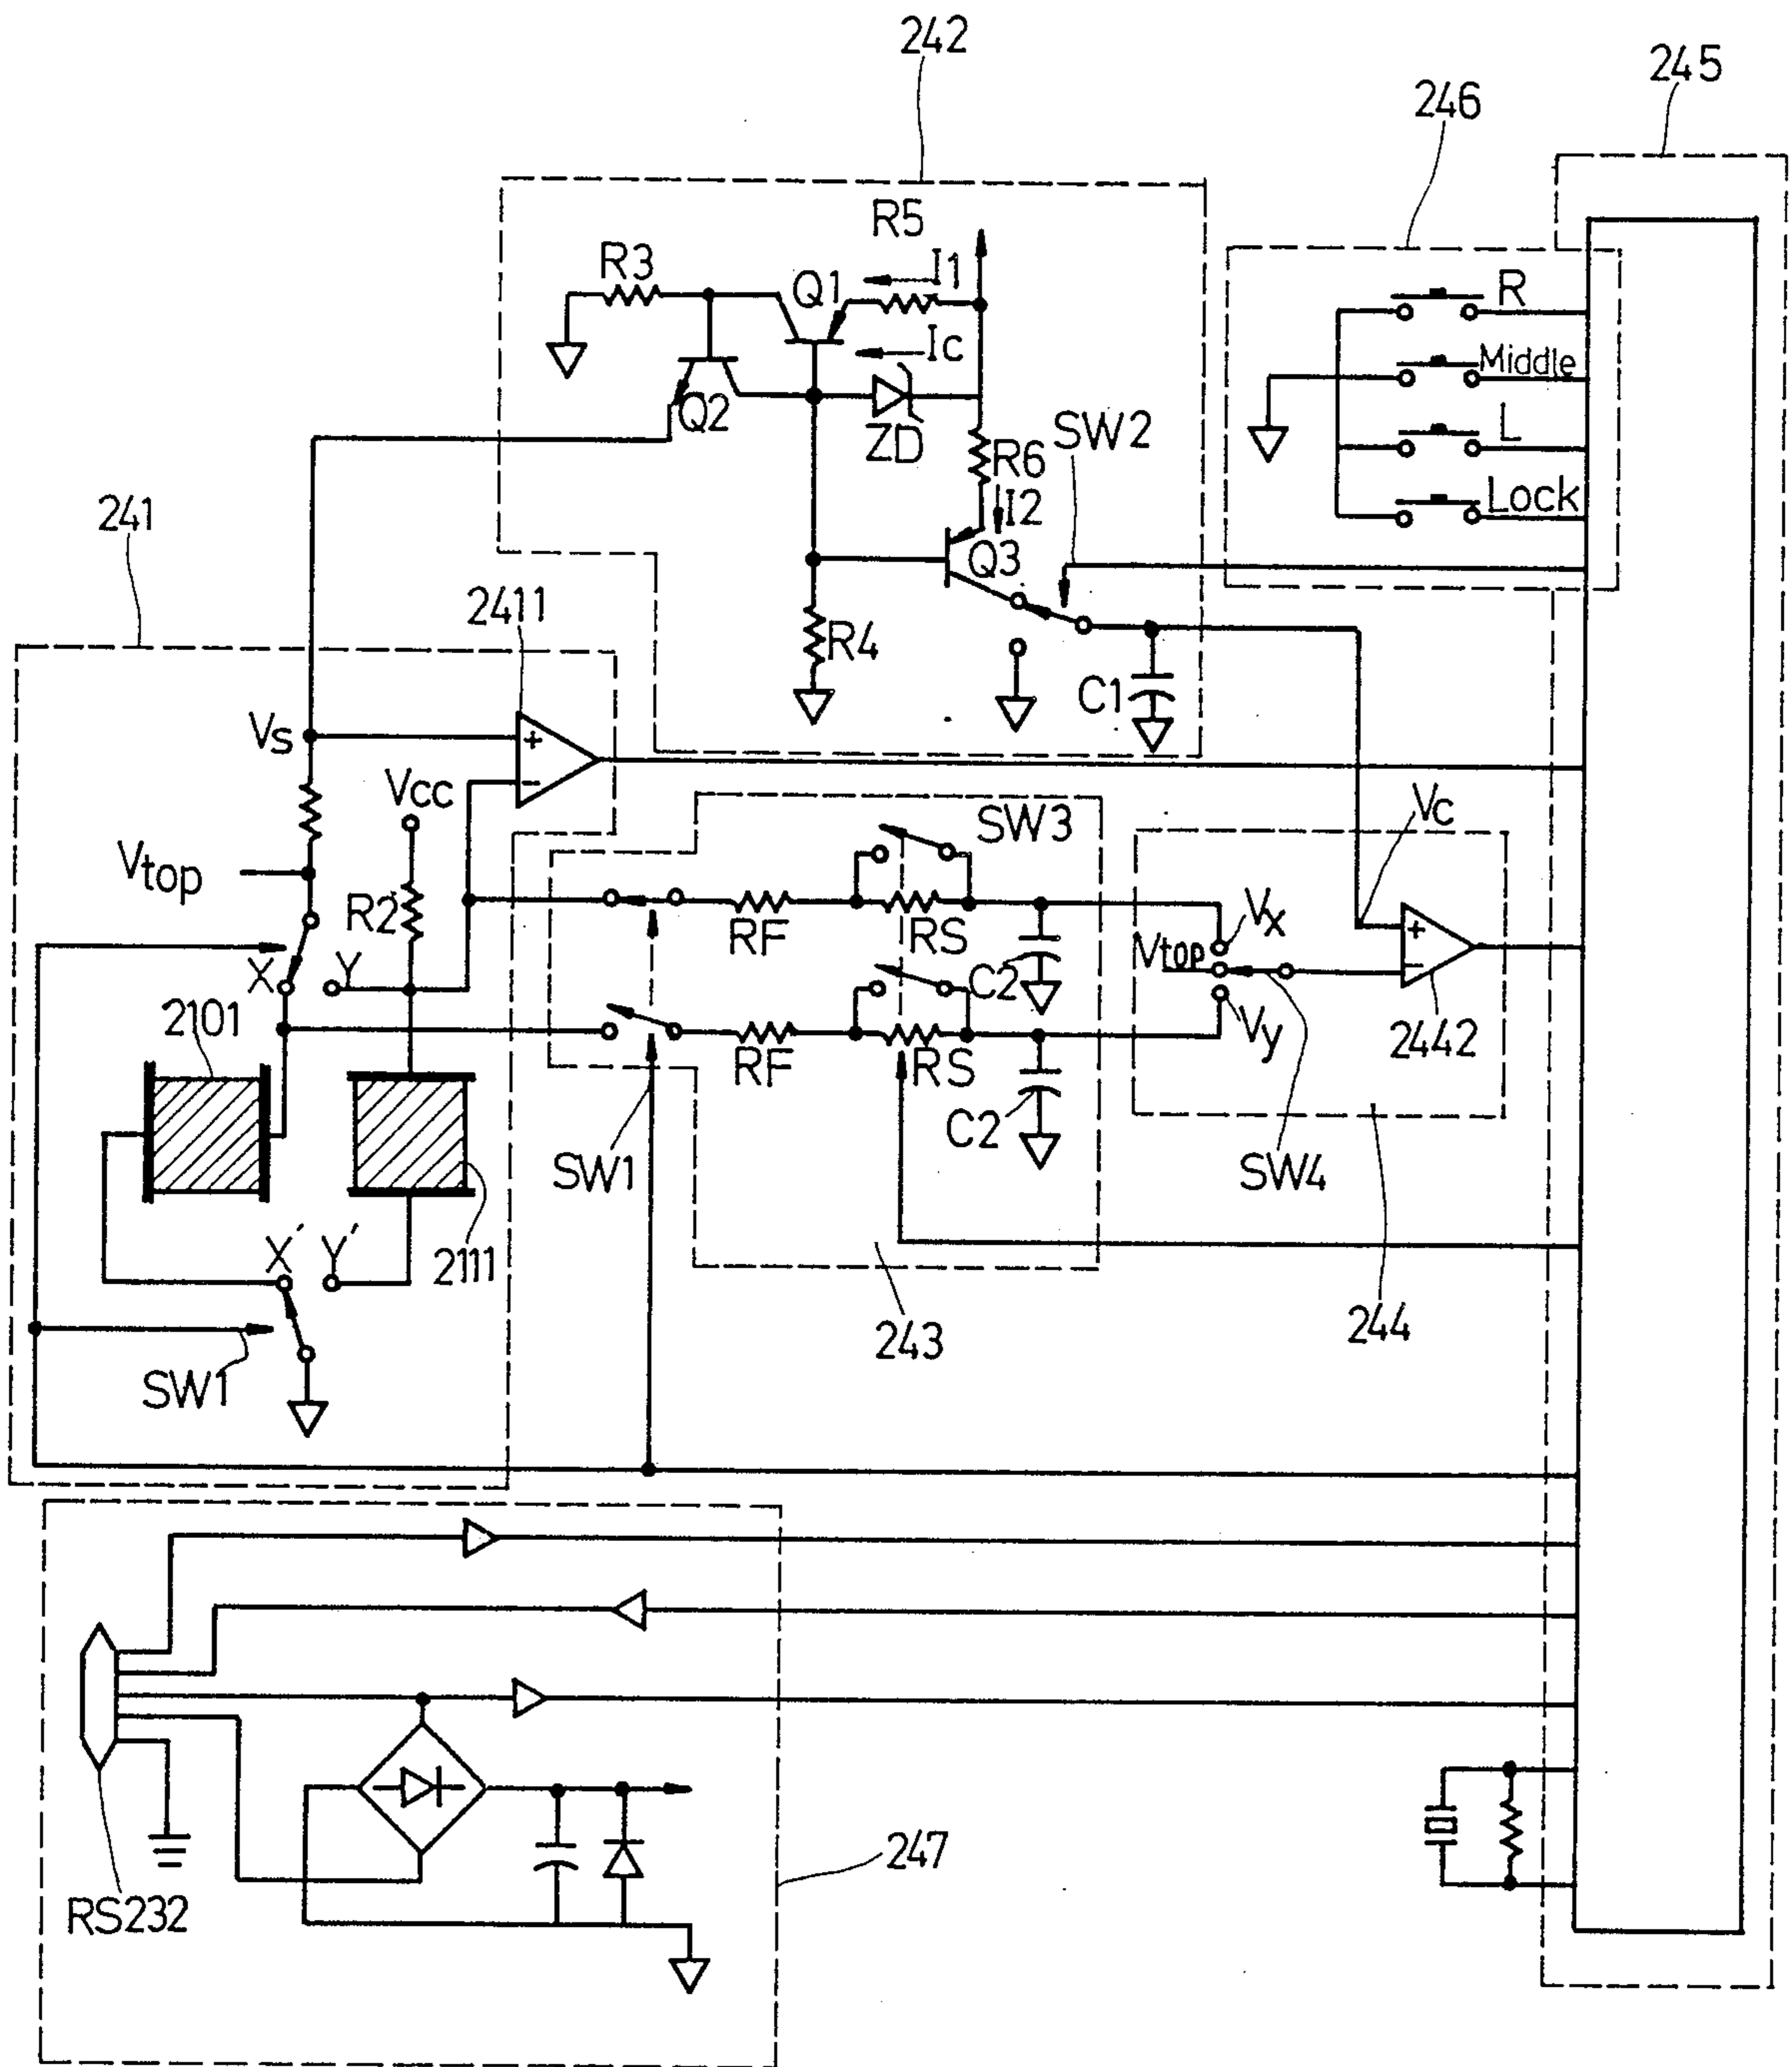 242
245
246
R5
R3
Q1
I1
R
Ic
Middle
Q2
ZD
SW2
L
R6
Lock
241
I2
Q3
2411
R4
C1
Vs
+
-
Vcc
Vc
SW3
Vtop
R2
RF
RS
Vx
Vtop
+
-
X
Y
C2
2101
Vy
2442
RF
RS
C2
SW1
SW4
X'
Y'
2111
243
244
SW1
247
RS232